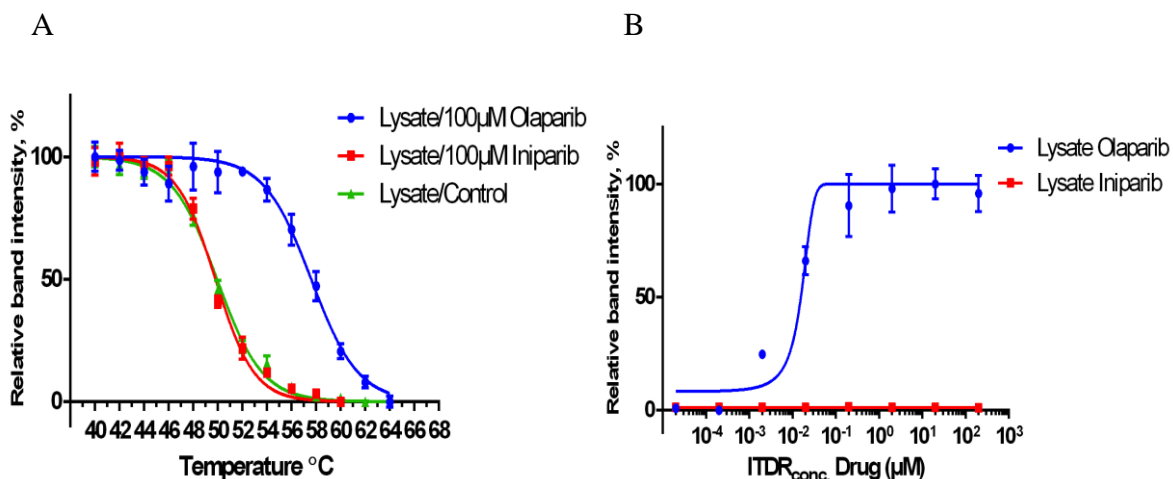 A
B
Lysate/100µM Olaparib
Lysate/100µM Iniparib
Lysate/Control
Relative band intensity, %
100
50
0
40 42 44 46 48 50 52 54 56 58 60 62 64 66 68
Temperature °C
Lysate Olaparib
Lysate Iniparib
Relative band intensity, %
100
50
0
10⁻⁴ 10⁻³ 10⁻² 10⁻¹ 10⁰ 10¹ 10² 10³
ITDRconc. Drug (µM)